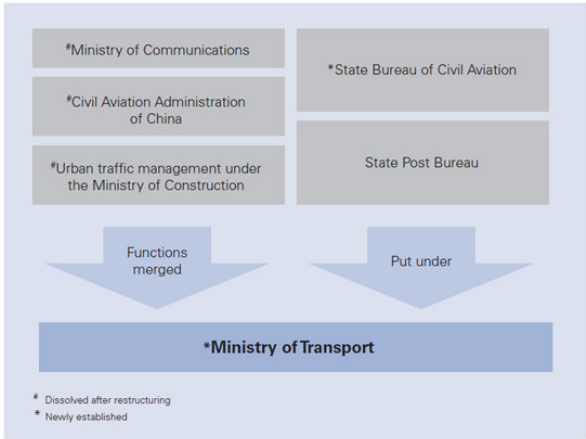 #Ministry of Communications
#Civil Aviation Administration
of China
#Urban traffic management under
the Ministry of Construction
*State Bureau of Civil Aviation
State Post Bureau
Functions
merged
Put under
*Ministry of Transport
# Dissolved after restructuring
* Newly established